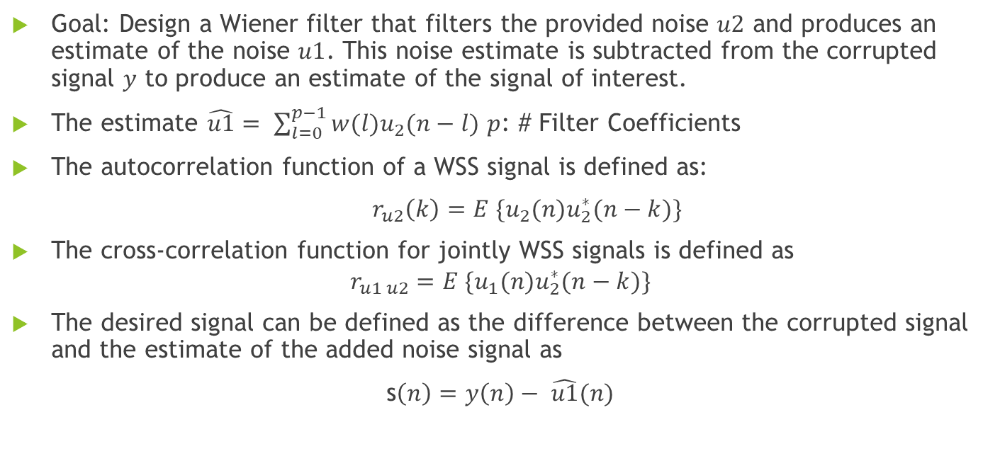 Goal: Design a Wiener filter that filters the provided noise 𝑢2 and produces an
estimate of the noise 𝑢1. This noise estimate is subtracted from the corrupted
signal 𝑦 to produce an estimate of the signal of interest.
The estimate $\widehat{u1} = \sum_{l=0}^{p-1} w(l)u_2(n-l)$ $p$: # Filter Coefficients
The autocorrelation function of a WSS signal is defined as:
$r_{u2}(k) = E\{u_2(n)u_2^*(n-k)\}$
The cross-correlation function for jointly WSS signals is defined as
$r_{u1\,u2} = E\{u_1(n)u_2^*(n-k)\}$
The desired signal can be defined as the difference between the corrupted signal
and the estimate of the added noise signal as
$s(n) = y(n) - \widehat{u1}(n)$